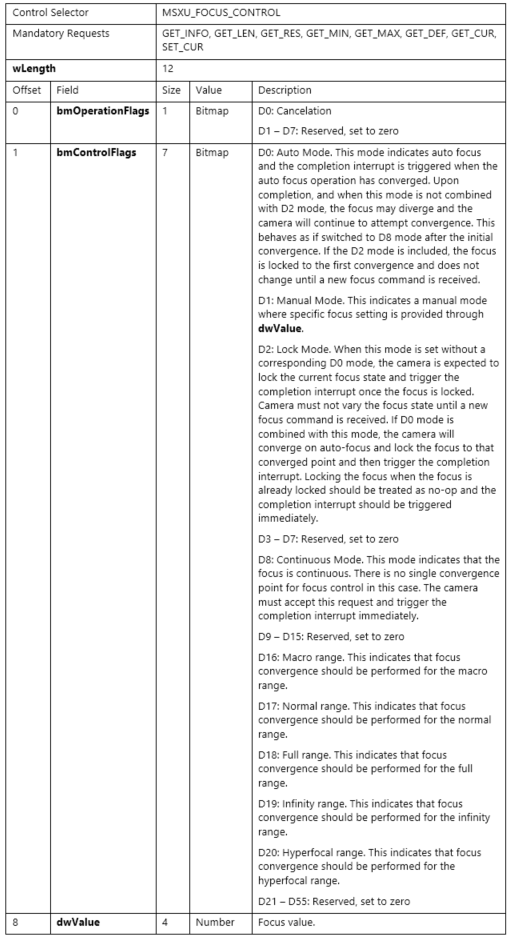 Control Selector MSXU_FOCUS_CONTROL
Mandatory Requests GET_INFO, GET_LEN, GET_RES, GET_MIN, GET_MAX, GET_DEF, GET_CUR,
SET_CUR
wLength 12
Offset Field Size Value Description
0 bmOperationFlags 1 Bitmap D0: Cancelation
D1 – D7: Reserved, set to zero
1 bmControlFlags 7 Bitmap D0: Auto Mode. This mode indicates auto focus
and the completion interrupt is triggered when the
auto focus operation has converged. Upon
completion, and when this mode is not combined
with D2 mode, the focus may diverge and the
camera will continue to attempt convergence. This
behaves as if switched to D8 mode after the initial
convergence. If the D2 mode is included, the focus
is locked to the first convergence and does not
change until a new focus command is received.
D1: Manual Mode. This indicates a manual mode
where specific focus setting is provided through
dwValue.
D2: Lock Mode. When this mode is set without a
corresponding D0 mode, the camera is expected to
lock the current focus state and trigger the
completion interrupt once the focus is locked.
Camera must not vary the focus state until a new
focus command is received. If D0 mode is
combined with this mode, the camera will
converge on auto-focus and lock the focus to that
converged point and then trigger the completion
interrupt. Locking the focus when the focus is
already locked should be treated as no-op and the
completion interrupt should be triggered
immediately.
D3 – D7: Reserved, set to zero
D8: Continuous Mode. This mode indicates that the
focus is continuous. There is no single convergence
point for focus control in this case. The camera
must accept this request and trigger the
completion interrupt immediately.
D9 – D15: Reserved, set to zero
D16: Macro range. This indicates that focus
convergence should be performed for the macro
range.
D17: Normal range. This indicates that focus
convergence should be performed for the normal
range.
D18: Full range. This indicates that focus
convergence should be performed for the full
range.
D19: Infinity range. This indicates that focus
convergence should be performed for the infinity
range.
D20: Hyperfocal range. This indicates that focus
convergence should be performed for the
hyperfocal range.
D21 – D55: Reserved, set to zero
8 dwValue 4 Number Focus value.